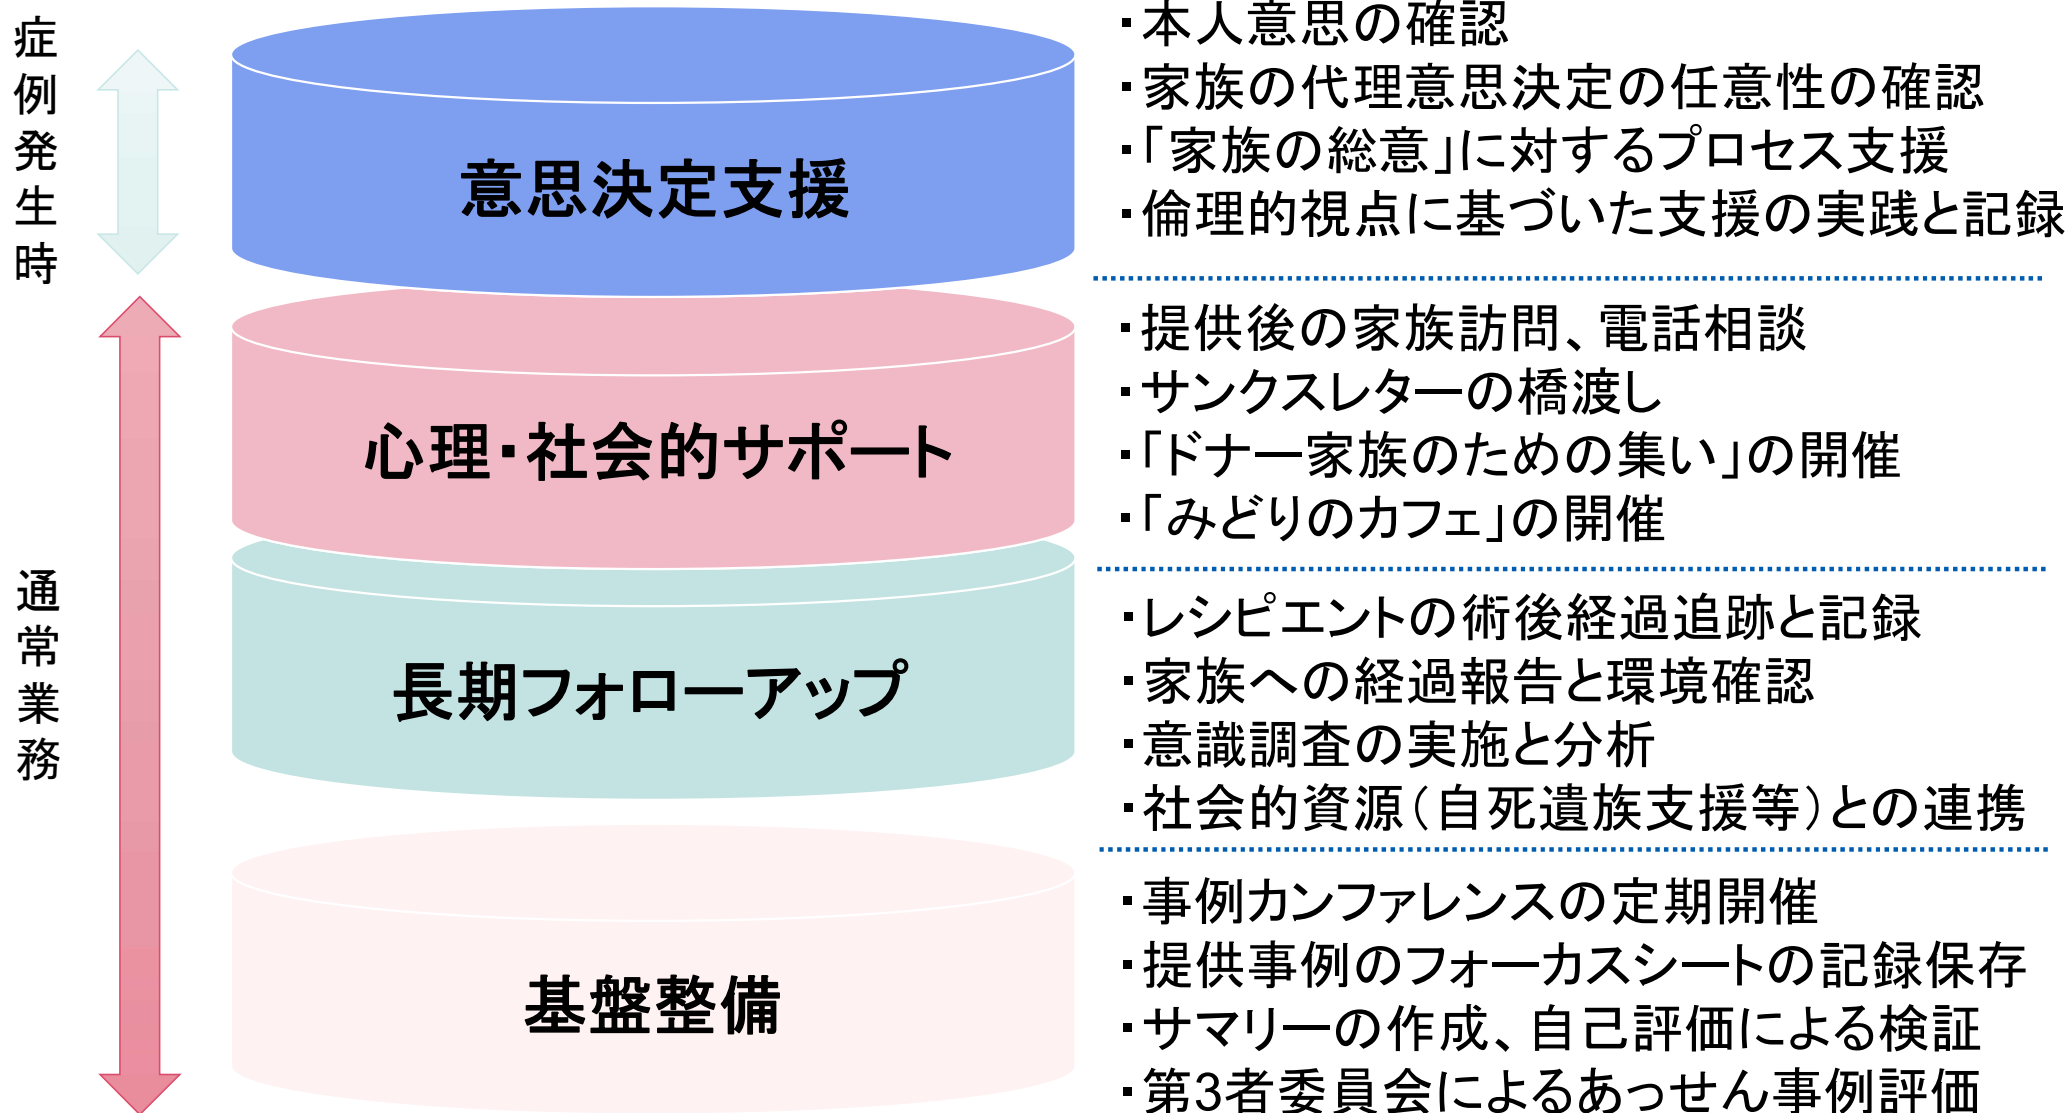 症例発生時
意思決定支援
・本人意思の確認
・家族の代理意思決定の任意性の確認
・「家族の総意」に対するプロセス支援
・倫理的視点に基づいた支援の実践と記録
通常業務
心理・社会的サポート
・提供後の家族訪問、電話相談
・サンクスレターの橋渡し
・「ドナー家族のための集い」の開催
・「みどりのカフェ」の開催
長期フォローアップ
・レシピエントの術後経過追跡と記録
・家族への経過報告と環境確認
・意識調査の実施と分析
・社会的資源（自死遺族支援等）との連携
基盤整備
・事例カンファレンスの定期開催
・提供事例のフォーカスシートの記録保存
・サマリーの作成、自己評価による検証
・第3者委員会によるあっせん事例評価